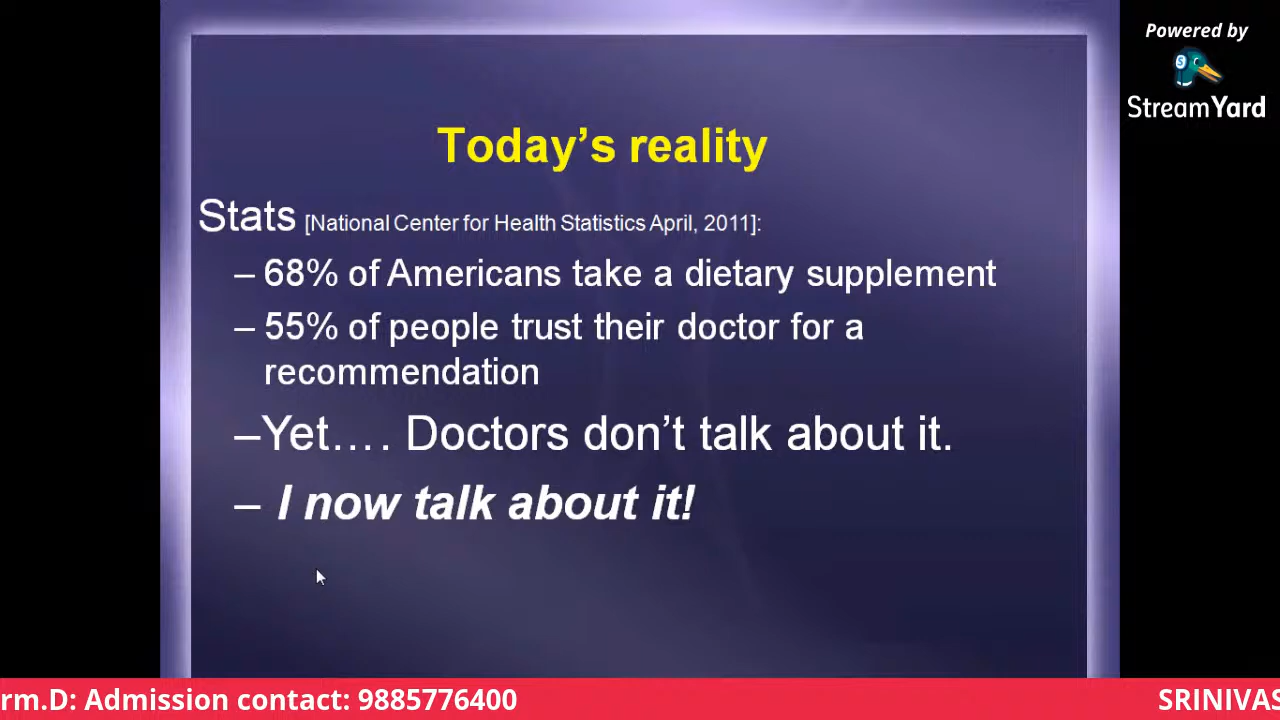 Powered by
StreamYard
Today's reality
Stats [National Center for Health Statistics April, 2011]:
– 68% of Americans take a dietary supplement
– 55% of people trust their doctor for a
recommendation
–Yet…. Doctors don't talk about it.
– I now talk about it!
rm.D: Admission contact: 9885776400
SRINIVAS